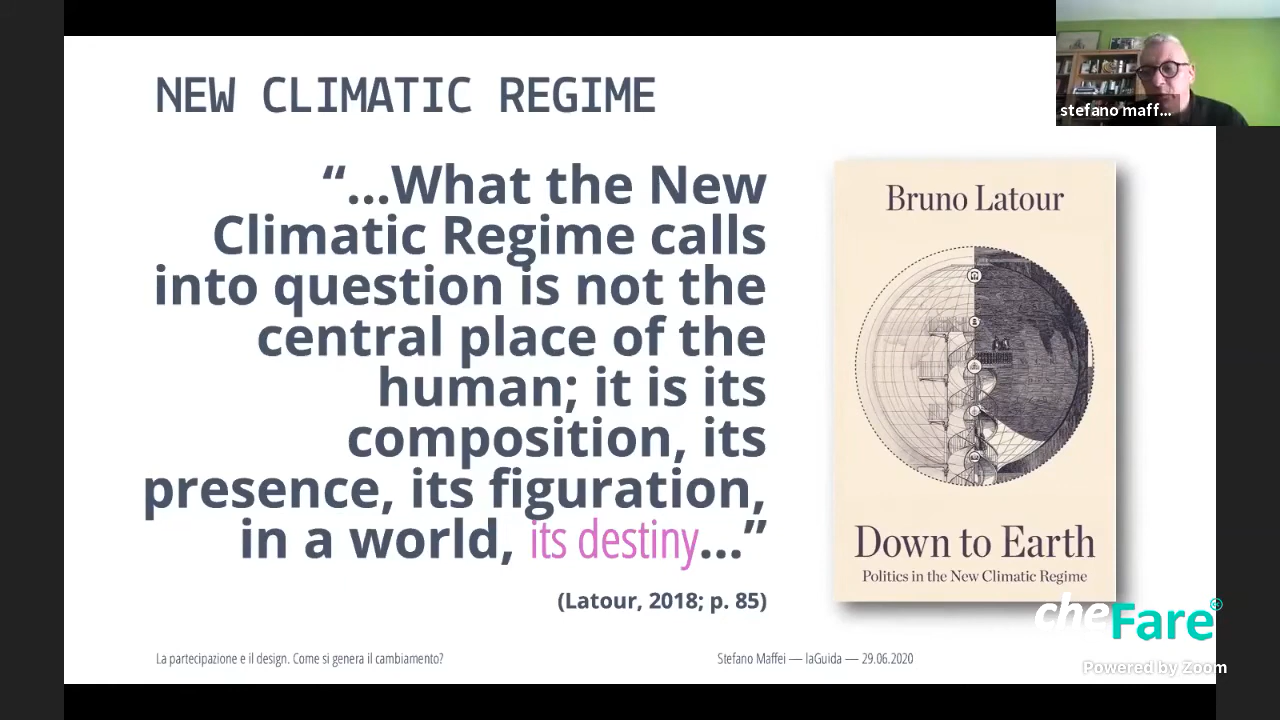 NEW CLIMATIC REGIME
stefano maff...
“...What the New
Climatic Regime calls
into question is not the
central place of the
human; it is its
composition, its
presence, its figuration,
in a world, its destiny...”
(Latour, 2018; p. 85)
Bruno Latour
Down to Earth
Politics in the New Climatic Regime
cheFare®
Powered by Zoom
La partecipazione e il design. Come si genera il cambiamento?
Stefano Maffei — laGuida — 29.06.2020